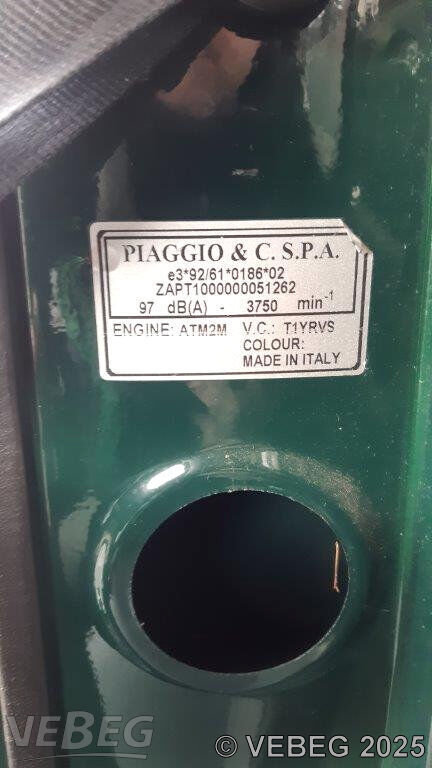 PIAGGIO & C. S.P.A.
e3*92/61*0186*02
ZAPT1000000051262
97 dB(A) - 3750 min-1
ENGINE: ATM2M V.C.: T1YRVS
COLOUR:
MADE IN ITALY
VEBEG
© VEBEG 2025